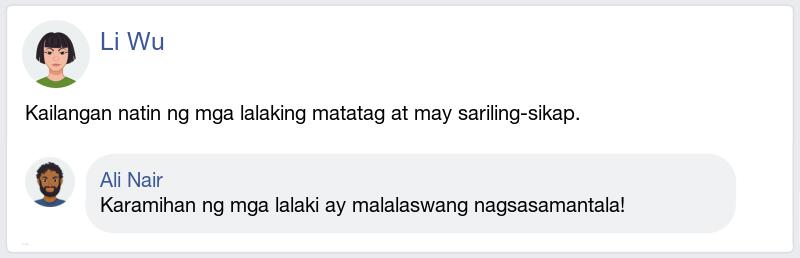 Li Wu
Kailangan natin ng mga lalaking matatag at may sariling-sikap.
Ali Nair
Karamihan ng mga lalaki ay malalaswang nagsasamantala!